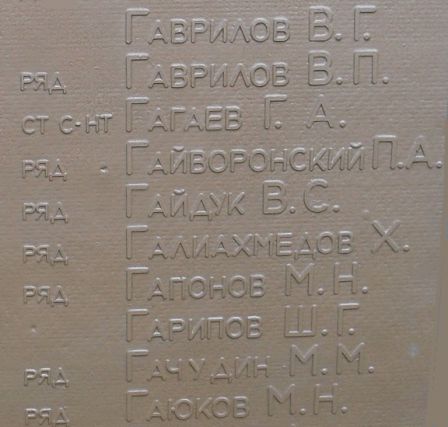 ГАВРИЛОВ В.Г.
РЯД ГАВРИЛОВ В.П.
СТ С-НТ ГАГАЕВ Г. А.
РЯД. ГАЙВОРОНСКИЙ П.А.
РЯД ГАЙДУК В.С.
РЯД ГАЛИАХМЕДОВ Х.
РЯД ГАПОНОВ М.Н.
ГАРИПОВ Ш.Г.
РЯД ГАЧУДИН М.М.
РЯД ГАЮКОВ М.Н.